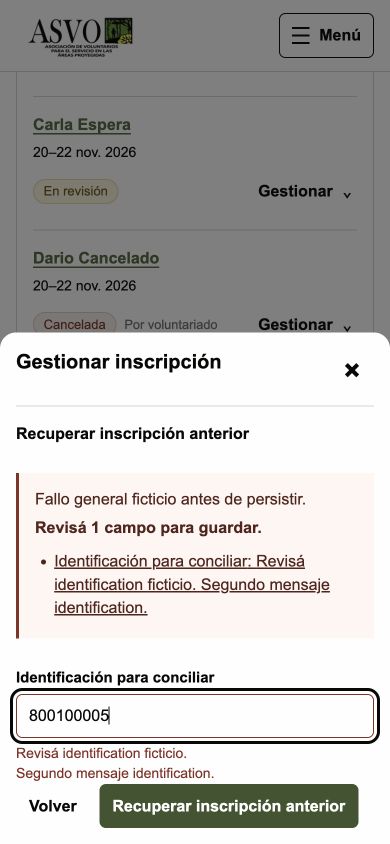 ASVO
ASOCIACIÓN DE VOLUNTARIOS
PARA EL SERVICIO EN LAS
ÁREAS PROTEGIDAS
Menú
Carla Espera
20–22 nov. 2026
En revisión
Gestionar
Dario Cancelado
20–22 nov. 2026
Cancelada Por voluntariado Gestionar
Gestionar inscripción
Recuperar inscripción anterior
Fallo general ficticio antes de persistir.
Revisá 1 campo para guardar.
• Identificación para conciliar: Revisá
identification ficticio. Segundo mensaje
identification.
Identificación para conciliar
800100005
Revisá identification ficticio.
Segundo mensaje identification.
Volver Recuperar inscripción anterior